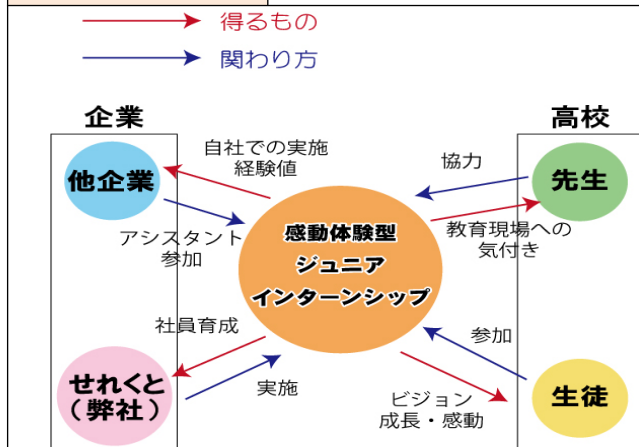 得るもの
関わり方
企業
高校
他企業
自社での実施
経験値
協力
先生
アシスタント
参加
感動体験型
ジュニア
インターンシップ
教育現場への
気付き
社員育成
参加
せれくと
（弊社）
実施
ビジョン
成長・感動
生徒